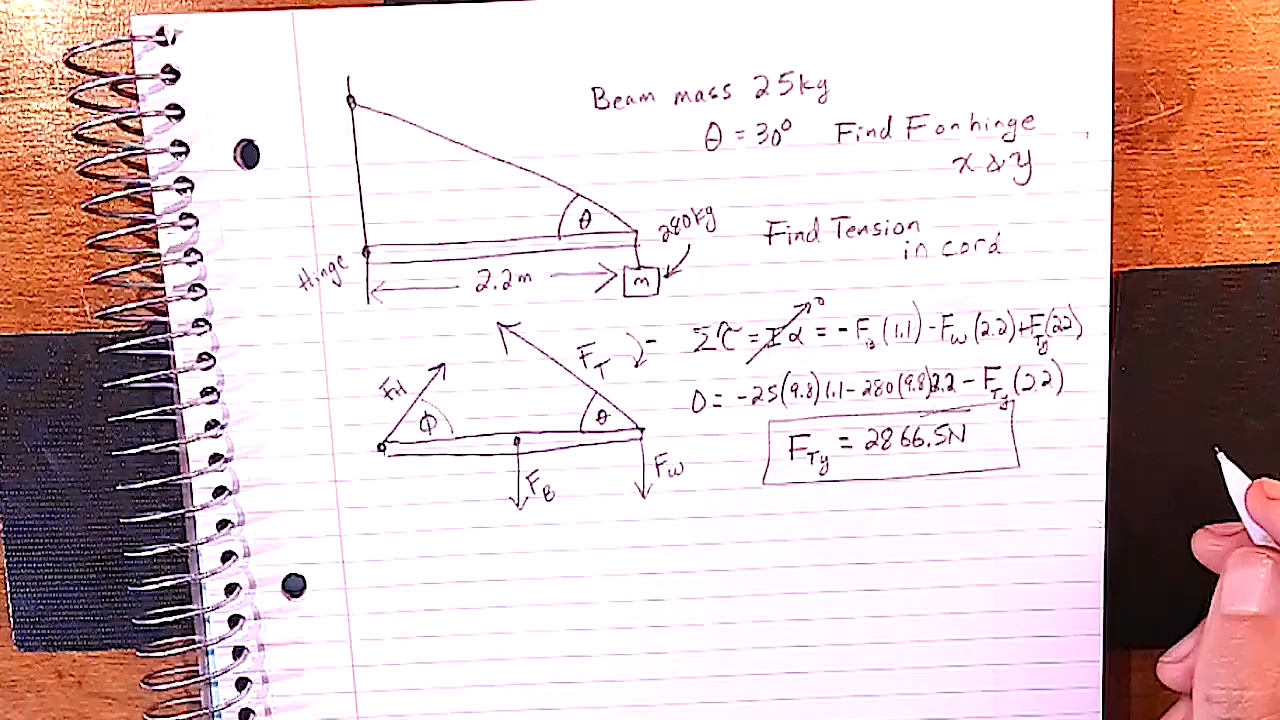 Beam mass 25kg
θ = 30° Find F on hinge
x & y
θ
280kg
Find Tension
in cord
Hinge
2.2m
m
F_T
- Στ = Iα = -F_B(1.1) - F_W(2.2) + F_Ty(2.2)
0
F_H
0 = -25(9.8)1.1 - 280(9.8)2.2 - F_Ty(2.2)
φ
θ
F_Ty = 2866.5N
F_B
F_W